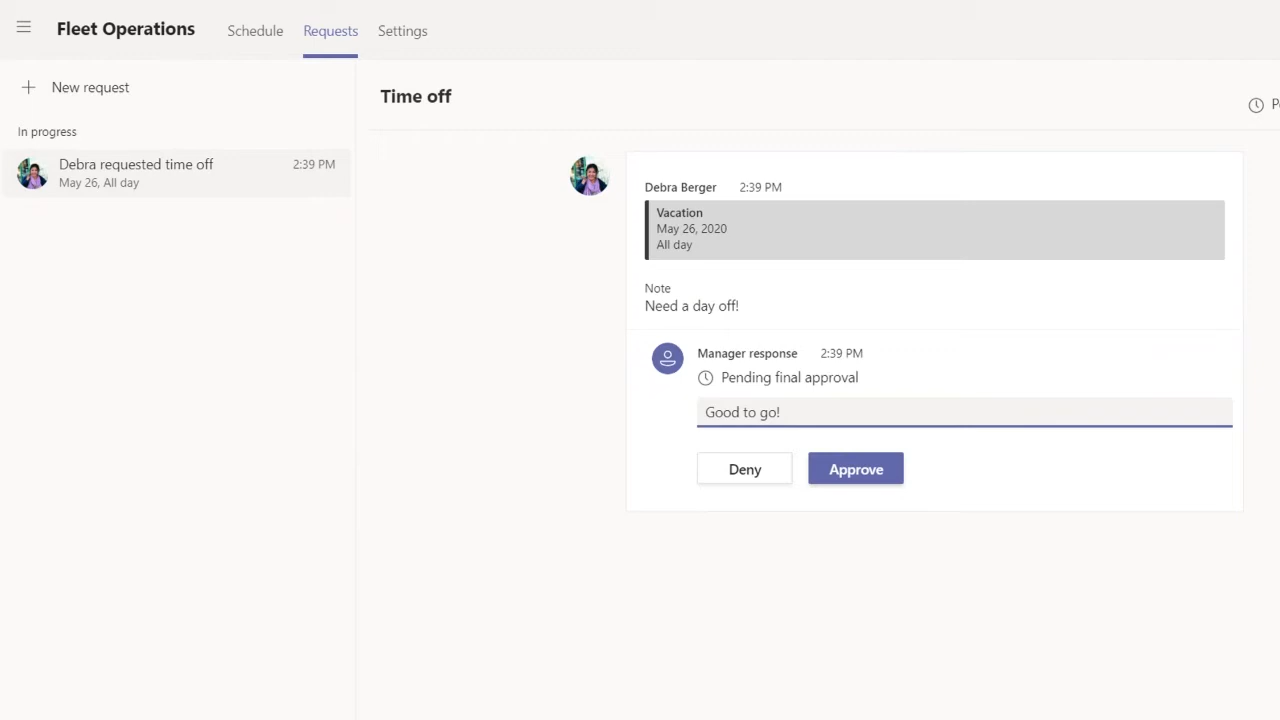 Fleet Operations
Schedule
Requests
Settings
New request
In progress
Debra requested time off
2:39 PM
May 26, All day
Time off
Debra Berger
2:39 PM
Vacation
May 26, 2020
All day
Note
Need a day off!
Manager response
2:39 PM
Pending final approval
Good to go!
Deny
Approve